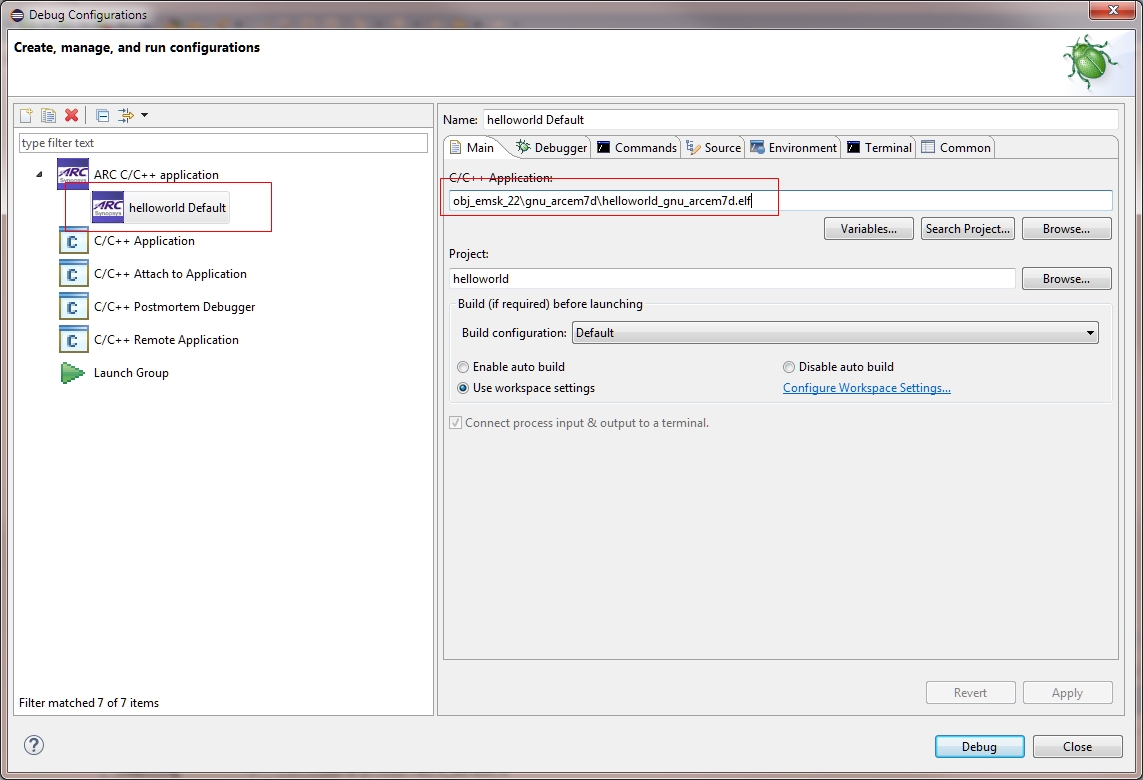 Debug Configurations
Create, manage, and run configurations
type filter text
ARC C/C++ application
ARC
Synopsys
helloworld Default
ARC
Synopsys
C/C++ Application
C/C++ Attach to Application
C/C++ Postmortem Debugger
C/C++ Remote Application
Launch Group
Filter matched 7 of 7 items
Name: helloworld Default
Main Debugger Commands Source Environment Terminal Common
C/C++ Application:
obj_emsk_22\gnu_arcem7d\helloworld_gnu_arcem7d.elf
Variables... Search Project... Browse...
Project:
helloworld Browse...
Build (if required) before launching
Build configuration: Default
Enable auto build Disable auto build
Use workspace settings Configure Workspace Settings...
Connect process input & output to a terminal.
Revert Apply
? Debug Close